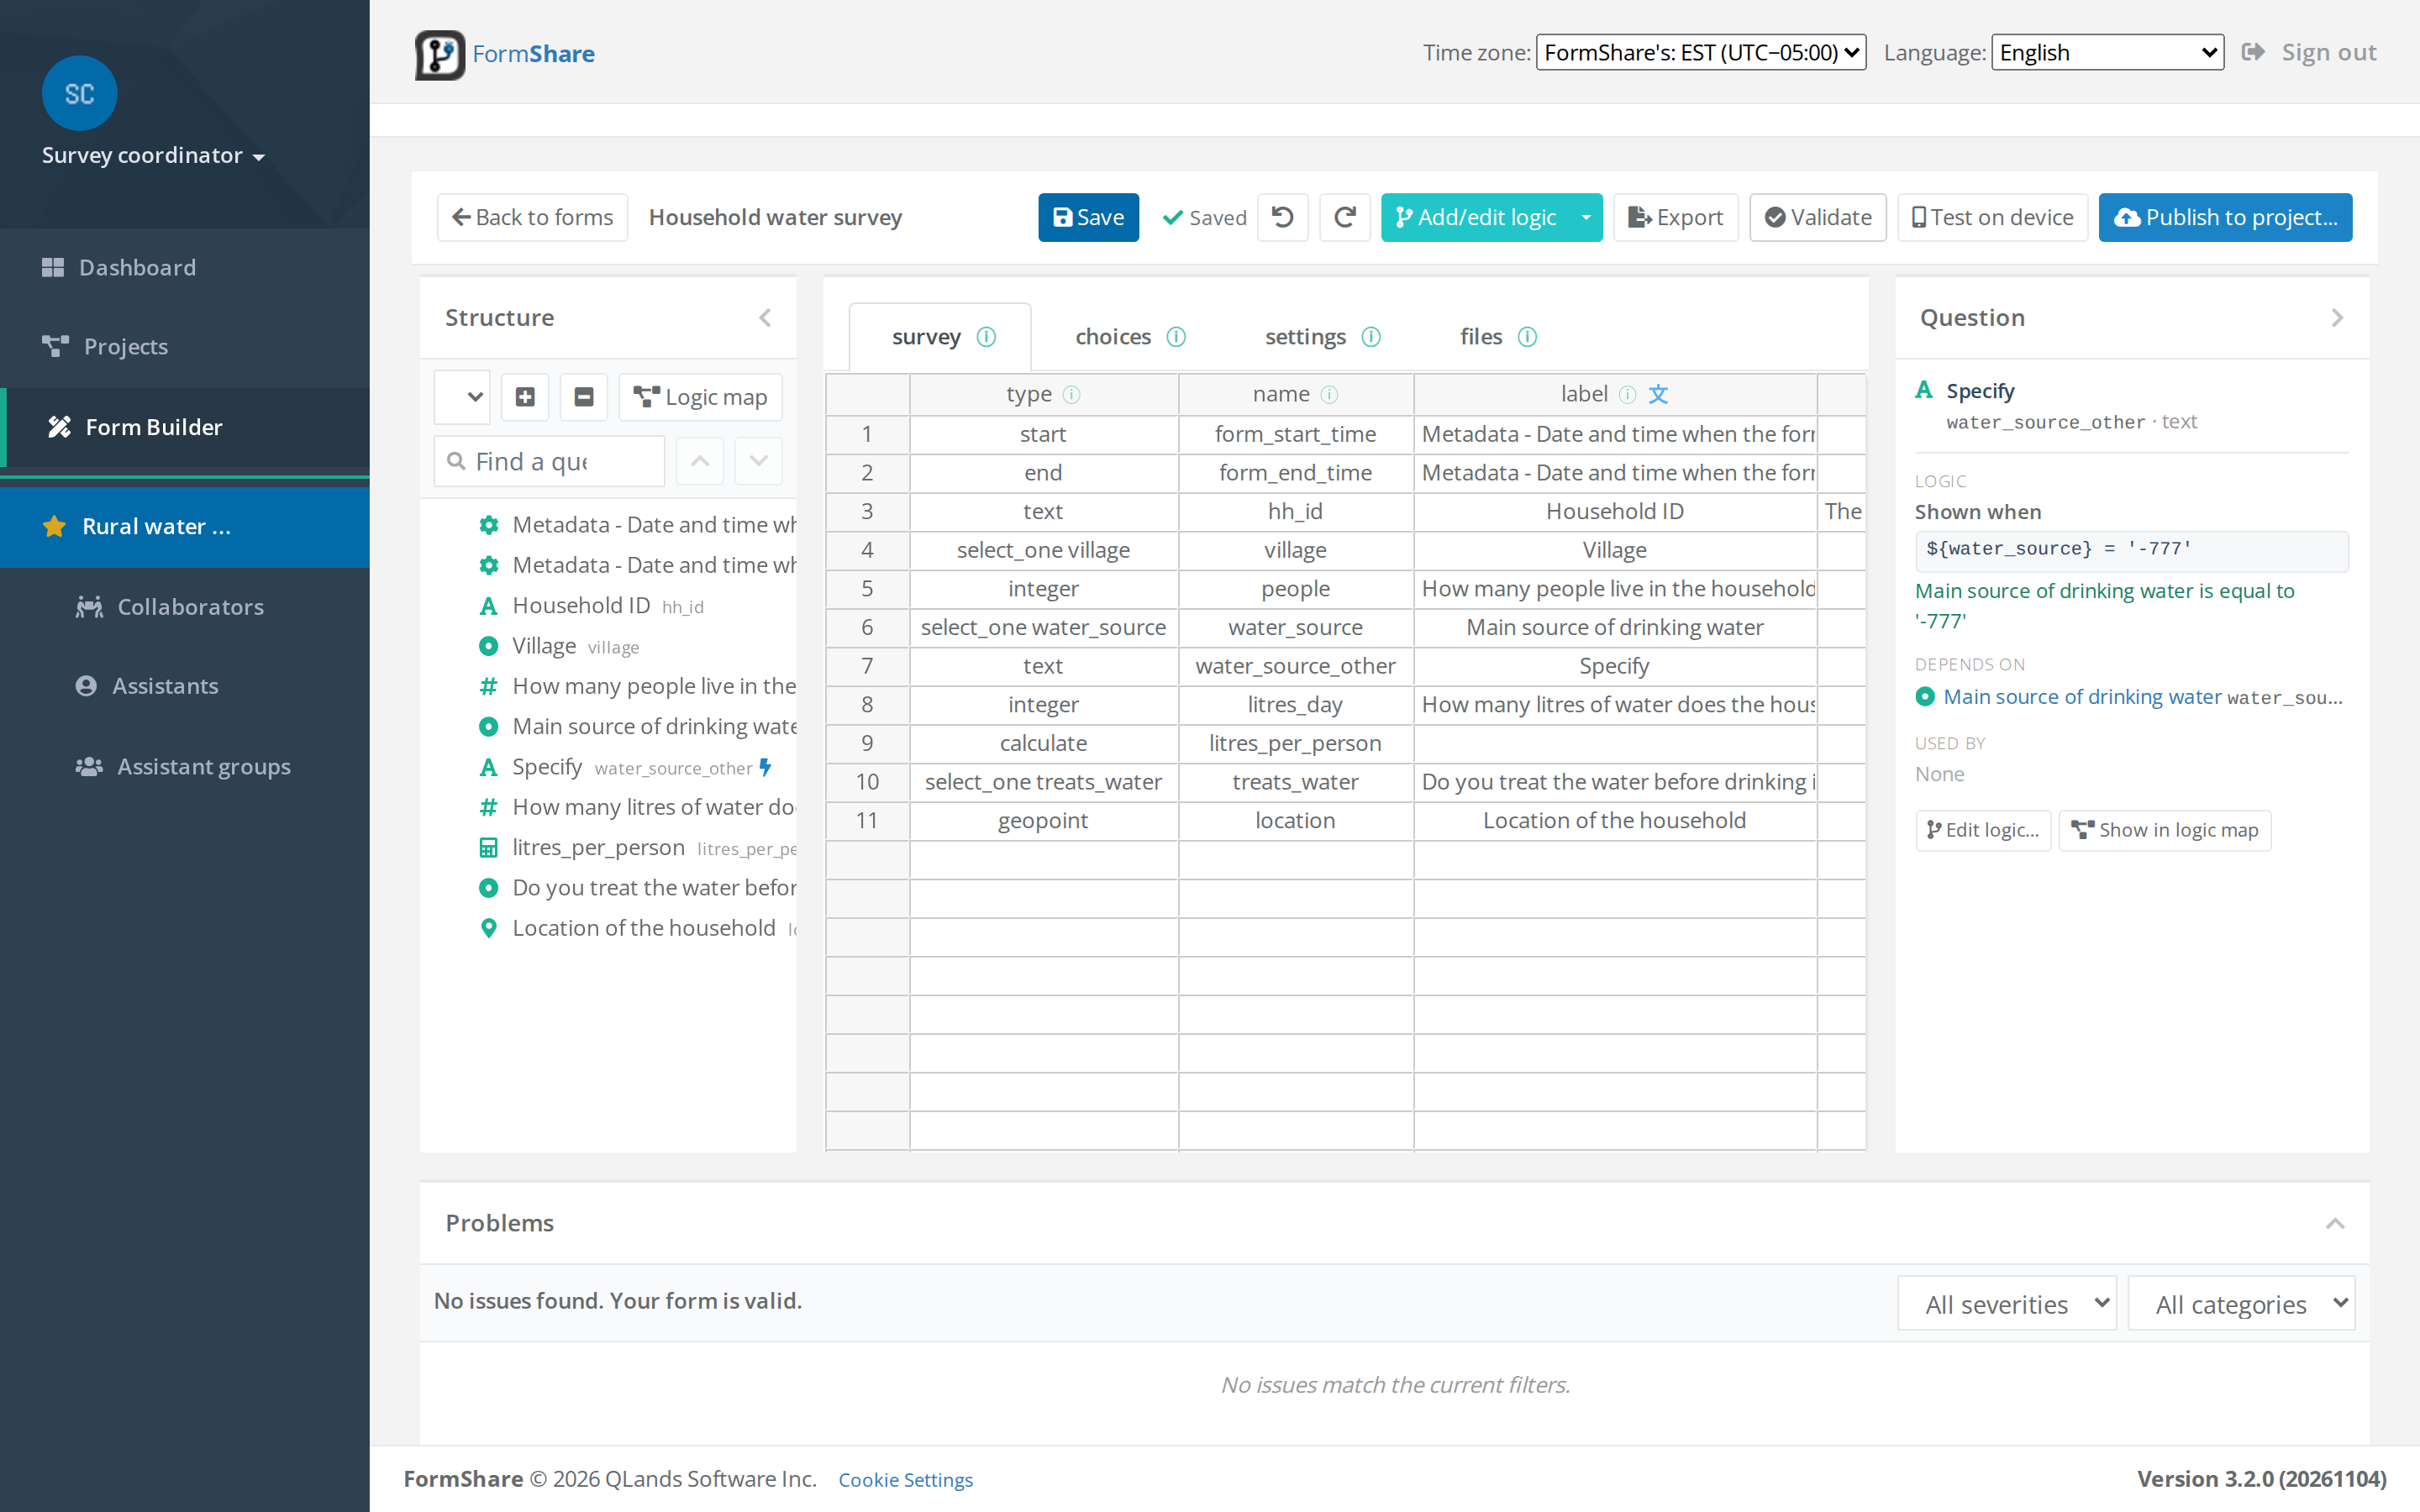 SC
Survey coordinator
Dashboard
Projects
Form Builder
Rural water ...
Collaborators
Assistants
Assistant groups
FormShare
Time zone: FormShare's: EST (UTC−05:00)
Language: English
Sign out
Back to forms
Household water survey
Save
Saved
Add/edit logic
Export
Validate
Test on device
Publish to project...
Structure
Logic map
Find a que
Metadata - Date and time wh
Metadata - Date and time wh
Household ID hh_id
Village village
How many people live in the
Main source of drinking wate
Specify water_source_other
How many litres of water do
litres_per_person litres_per_pe
Do you treat the water befor
Location of the household lo
survey choices settings files
type name label 文
1 start form_start_time Metadata - Date and time when the forr
2 end form_end_time Metadata - Date and time when the forr
3 text hh_id Household ID The
4 select_one village village Village
5 integer people How many people live in the household
6 select_one water_source water_source Main source of drinking water
7 text water_source_other Specify
8 integer litres_day How many litres of water does the hous
9 calculate litres_per_person
10 select_one treats_water treats_water Do you treat the water before drinking i
11 geopoint location Location of the household
Question
Specify
water_source_other · text
LOGIC
Shown when
${water_source} = '-777'
Main source of drinking water is equal to
'-777'
DEPENDS ON
Main source of drinking water water_sou...
USED BY
None
Edit logic...
Show in logic map
Problems
No issues found. Your form is valid.
All severities
All categories
No issues match the current filters.
FormShare © 2026 QLands Software Inc. Cookie Settings
Version 3.2.0 (20261104)